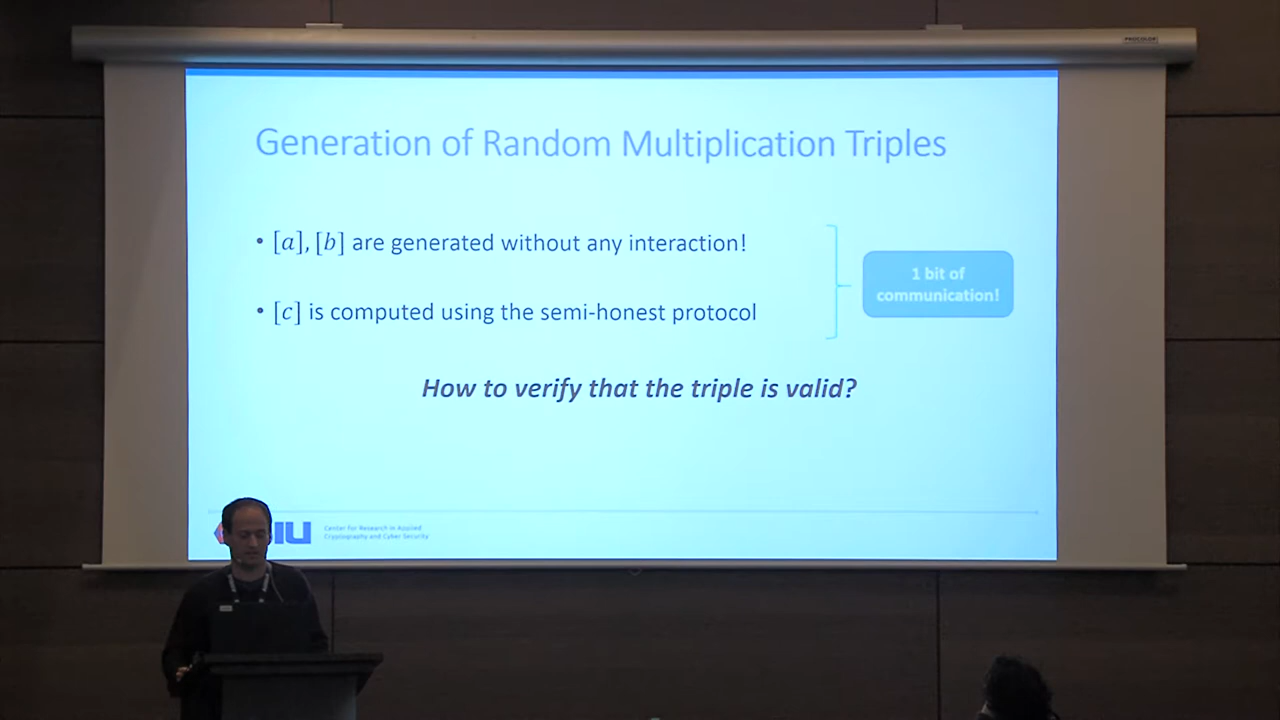 PROCOLOR
Generation of Random Multiplication Triples
• [a], [b] are generated without any interaction!
• [c] is computed using the semi-honest protocol
1 bit of
communication!
How to verify that the triple is valid?
IU
Center for Research in Applied
Cryptography and Cyber Security